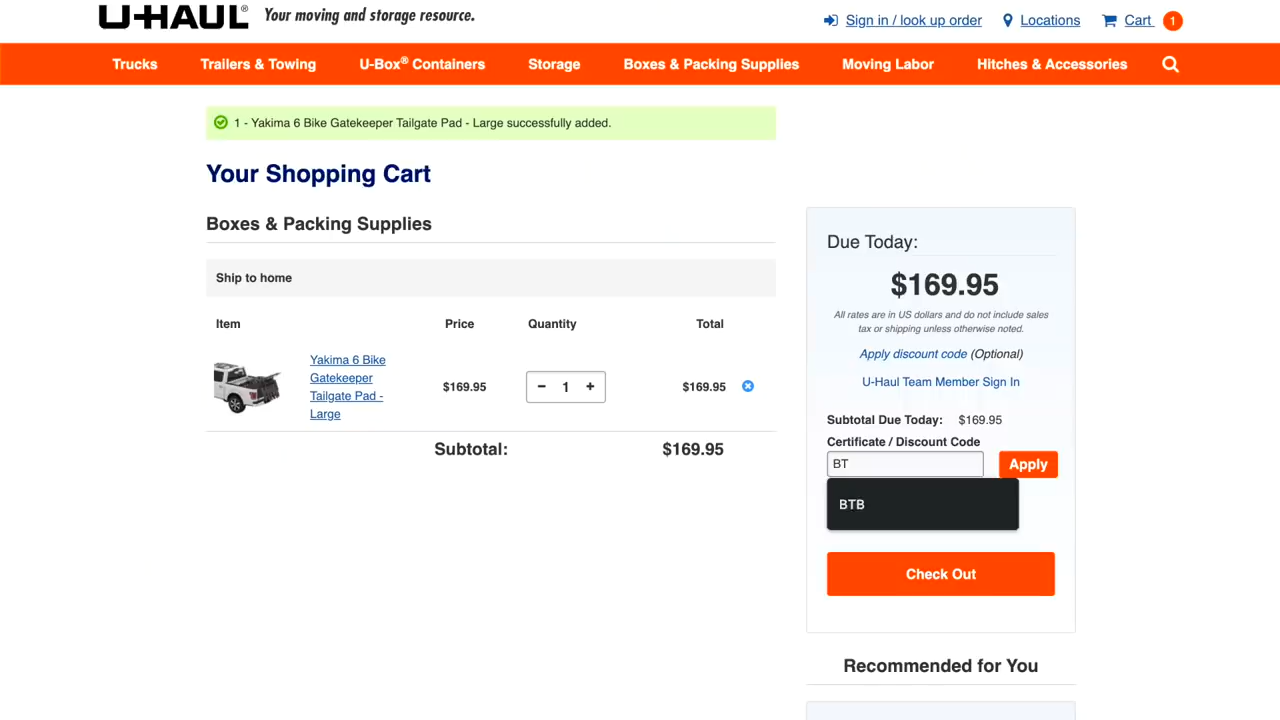 U-HAUL®
Your moving and storage resource.
Sign in / look up order
Locations
Cart
1
Trucks
Trailers & Towing
U-Box® Containers
Storage
Boxes & Packing Supplies
Moving Labor
Hitches & Accessories
1 - Yakima 6 Bike Gatekeeper Tailgate Pad - Large successfully added.
Your Shopping Cart
Boxes & Packing Supplies
Ship to home
Item
Price
Quantity
Total
Yakima 6 Bike
Gatekeeper
Tailgate Pad -
Large
$169.95
− 1 +
$169.95
Subtotal:
$169.95
Due Today:
$169.95
All rates are in US dollars and do not include sales
tax or shipping unless otherwise noted.
Apply discount code (Optional)
U-Haul Team Member Sign In
Subtotal Due Today: $169.95
Certificate / Discount Code
BT
Apply
BTB
Check Out
Recommended for You